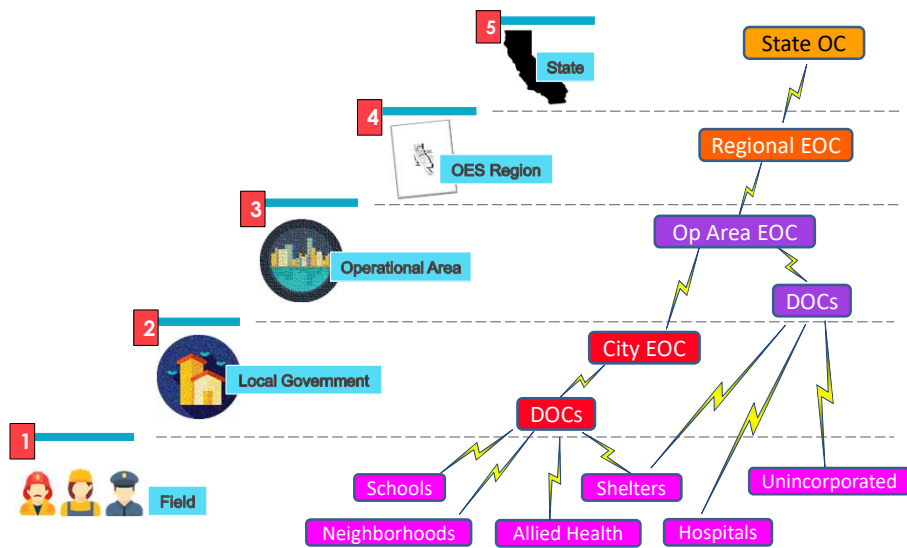 5
State
State OC
4
OES Region
Regional EOC
3
Operational Area
Op Area EOC
DOCs
2
Local Government
City EOC
DOCs
1
Field
Schools
Shelters
Unincorporated
Neighborhoods
Allied Health
Hospitals